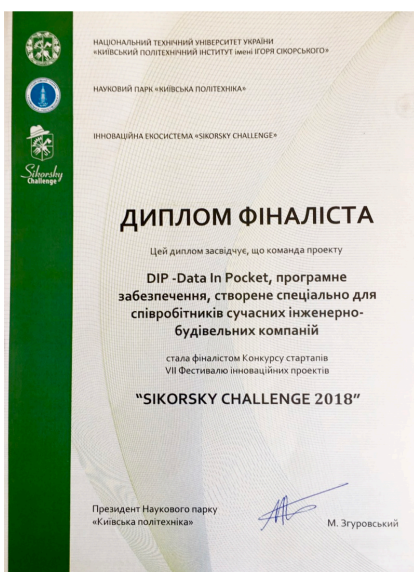 НАЦІОНАЛЬНИЙ ТЕХНІЧНИЙ УНІВЕРСИТЕТ УКРАЇНИ
«КИЇВСЬКИЙ ПОЛІТЕХНІЧНИЙ ІНСТИТУТ імені ІГОРЯ СІКОРСЬКОГО»
НАУКОВИЙ ПАРК «КИЇВСЬКА ПОЛІТЕХНІКА»
ІННОВАЦІЙНА ЕКОСИСТЕМА «SIKORSKY CHALLENGE»
Sikorsky
Challenge
ДИПЛОМ ФІНАЛІСТА
Цей диплом засвідчує, що команда проекту
DIP -Data In Pocket, програмне
забезпечення, створене спеціально для
співробітників сучасних інженерно-
будівельних компаній
стала фіналістом Конкурсу стартапів
VII Фестивалю інноваційних проектів
“SIKORSKY CHALLENGE 2018”
Президент Наукового парку
«Київська політехніка»
М. Згуровський